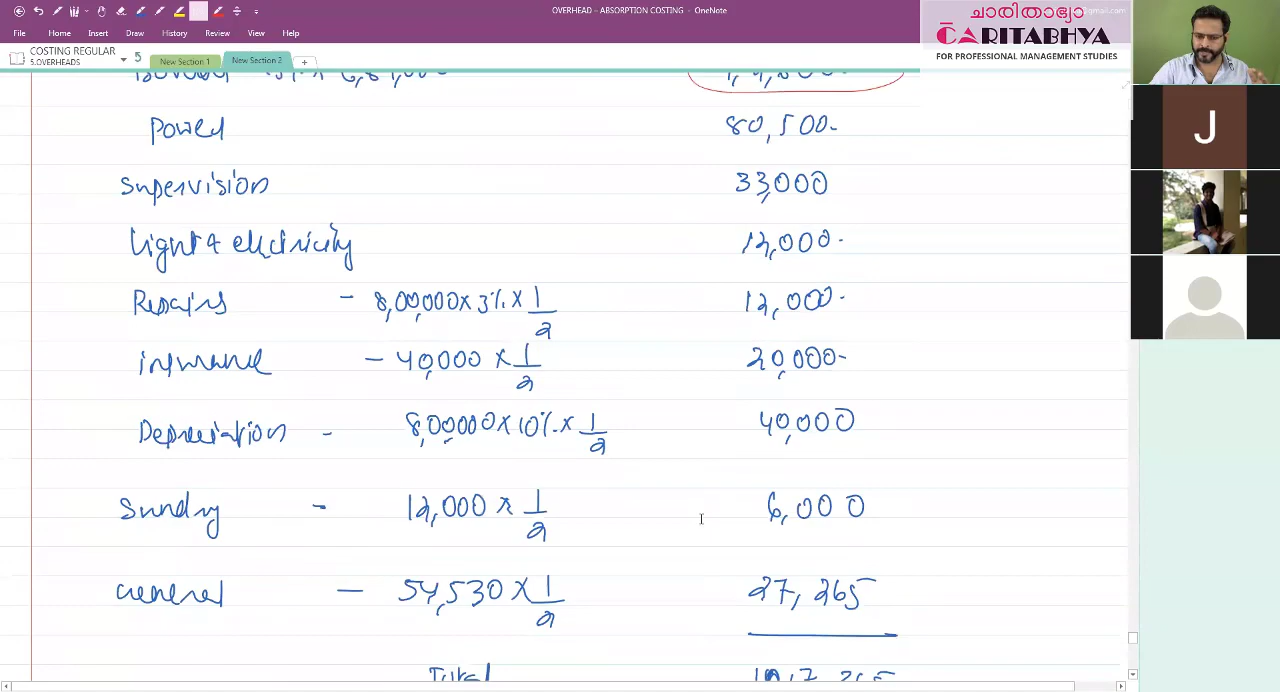 OVERHEAD – ABSORPTION COSTING - OneNote
@gmail.com
ചാരിതാഭ്യാ
CARITABHYA
FOR PROFESSIONAL MANAGEMENT STUDIES
File Home Insert Draw History Review View Help
COSTING REGULAR
5.OVERHEADS
5 New Section 1 New Section 2 +
Power 80,500
Supervision 33,000
Light & electricity 12,000
Repairs - 8,00,000 x 3% x 1/2 12,000
insurance - 40,000 x 1/2 20,000
Depreciation - 8,00,000 x 10% x 1/2 40,000
Sundry - 12,000 x 1/2 6,000
General - 54,530 x 1/2 27,265
Total
J